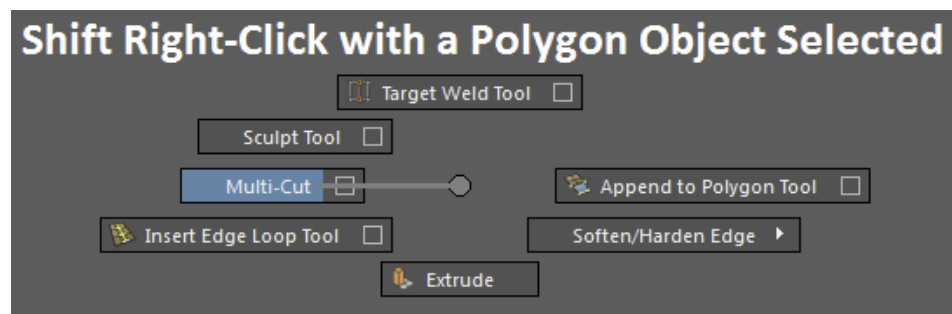 Shift Right-Click with a Polygon Object Selected
Target Weld Tool
Sculpt Tool
Multi-Cut
Append to Polygon Tool
Insert Edge Loop Tool
Soften/Harden Edge
Extrude